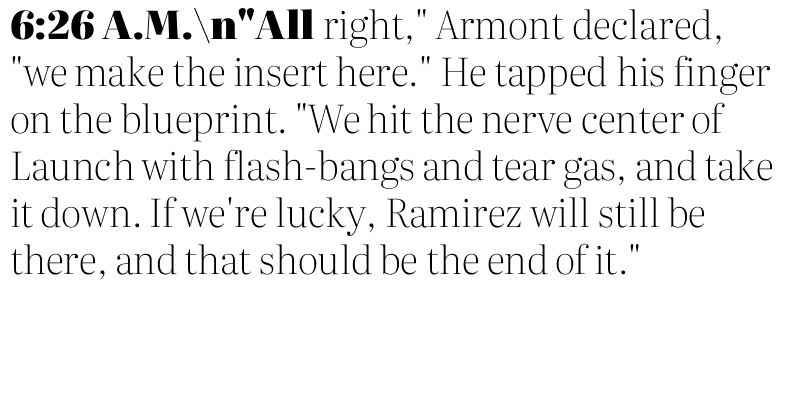 6:26 A.M.\n"All right," Armont declared,
"we make the insert here." He tapped his finger
on the blueprint. "We hit the nerve center of
Launch with flash-bangs and tear gas, and take
it down. If we're lucky, Ramirez will still be
there, and that should be the end of it."